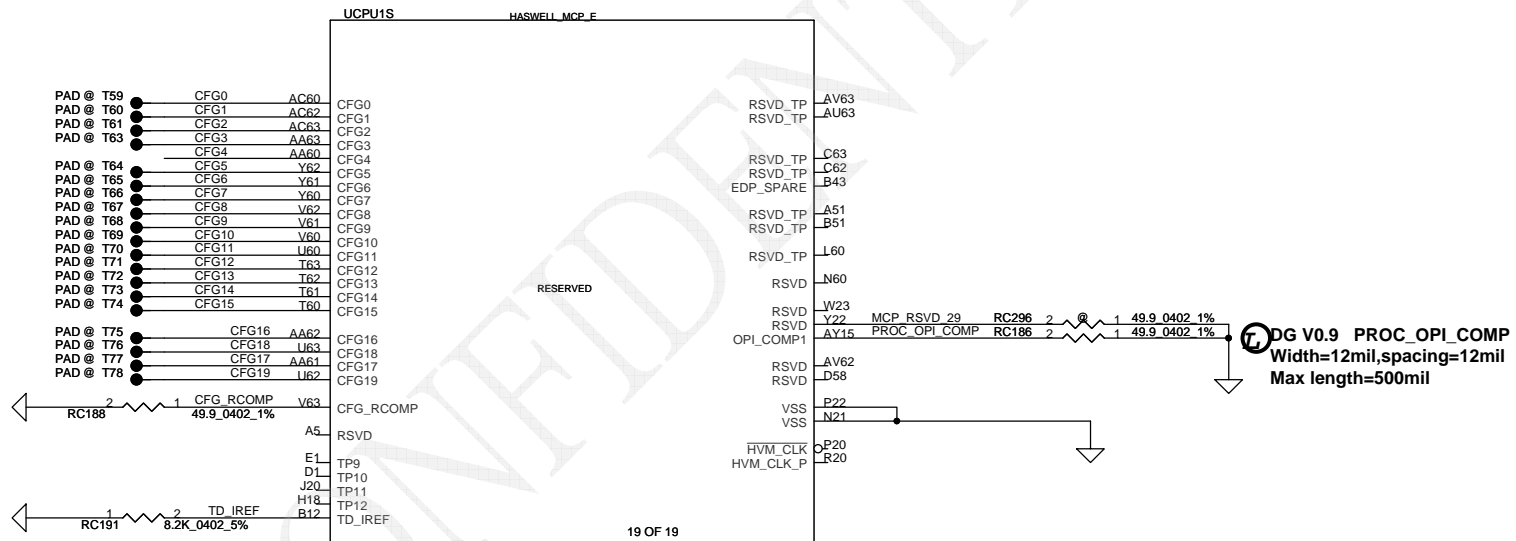 UCPU1S
HASWELL_MCP_E
PAD @ T59 CFG0 AC60 CFG0
PAD @ T60 CFG1 AC62 CFG1
PAD @ T61 CFG2 AC63 CFG2
PAD @ T63 CFG3 AA63 CFG3
CFG4 AA60 CFG4
PAD @ T64 CFG5 Y62 CFG5
PAD @ T65 CFG6 Y61 CFG6
PAD @ T66 CFG7 Y60 CFG7
PAD @ T67 CFG8 V62 CFG8
PAD @ T68 CFG9 V61 CFG9
PAD @ T69 CFG10 V60 CFG10
PAD @ T70 CFG11 U60 CFG11
PAD @ T71 CFG12 T63 CFG12
PAD @ T72 CFG13 T62 CFG13
PAD @ T73 CFG14 T61 CFG14
PAD @ T74 CFG15 T60 CFG15
PAD @ T75 CFG16 AA62 CFG16
PAD @ T76 CFG18 U63 CFG18
PAD @ T77 CFG17 AA61 CFG17
PAD @ T78 CFG19 U62 CFG19
2 1 CFG_RCOMP V63 CFG_RCOMP
RC188 49.9_0402_1%
A5 RSVD
E1 TP9
D1 TP10
J20 TP11
H18 TP12
1 2 TD_IREF B12 TD_IREF
RC191 8.2K_0402_5%
RESERVED
19 OF 19
RSVD_TP AV63
RSVD_TP AU63
RSVD_TP C63
RSVD_TP C62
EDP_SPARE B43
RSVD_TP A51
RSVD_TP B51
RSVD_TP L60
RSVD N60
RSVD W23
RSVD Y22 MCP_RSVD_29 RC296 2 @ 1 49.9_0402_1%
OPI_COMP1 AY15 PROC_OPI_COMP RC186 2 1 49.9_0402_1%
RSVD AV62
RSVD D58
VSS P22
VSS N21
HVM_CLK P20
HVM_CLK_P R20
DG V0.9 PROC_OPI_COMP
Width=12mil,spacing=12mil
Max length=500mil
CONFIDENT